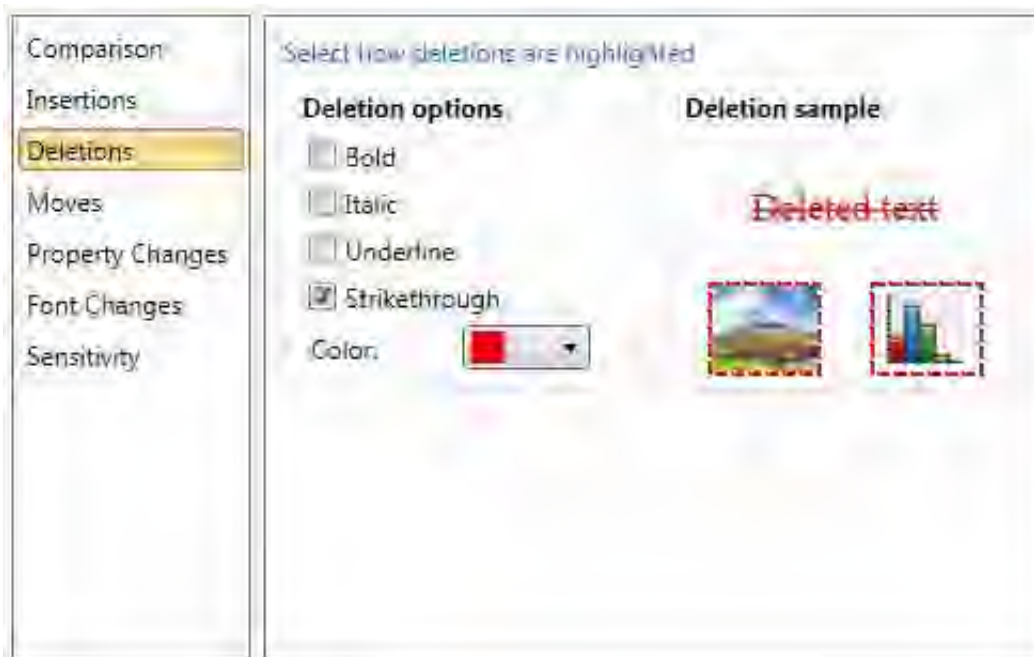 Comparison
Insertions
Deletions
Moves
Property Changes
Font Changes
Sensitivity
Select how deletions are highlighted
Deletion options
Bold
Italic
Underline
Strikethrough
Color:
Deletion sample
Deleted text